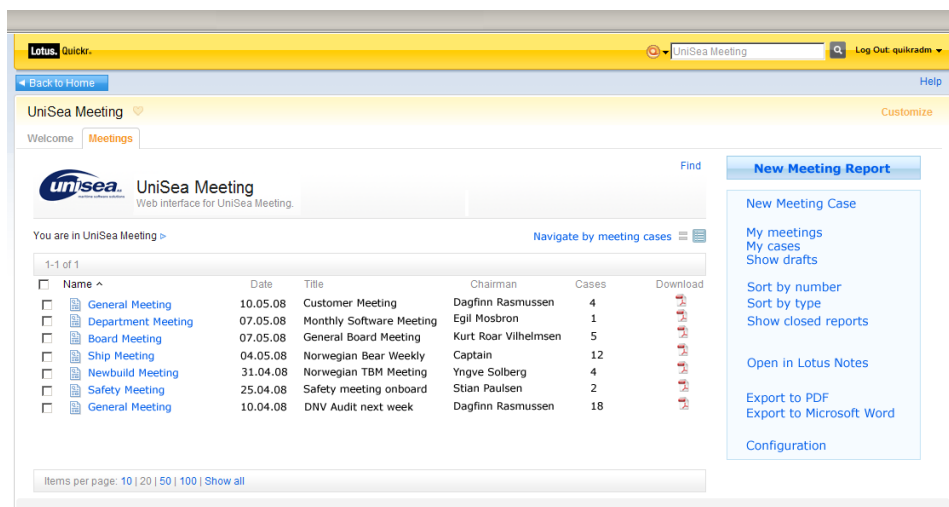 Lotus. Quickr. UniSea Meeting Log Out: quikradm
Back to Home Help
UniSea Meeting Customize
Welcome Meetings
Find
New Meeting Report
unisea
UniSea Meeting
Web interface for UniSea Meeting.
New Meeting Case
You are in UniSea Meeting
Navigate by meeting cases
My meetings
My cases
Show drafts
1-1 of 1
Name Date Title Chairman Cases Download
General Meeting 10.05.08 Customer Meeting Dagfinn Rasmussen 4
Department Meeting 07.05.08 Monthly Software Meeting Egil Mosbron 1
Board Meeting 07.05.08 General Board Meeting Kurt Roar Vilhelmsen 5
Ship Meeting 04.05.08 Norwegian Bear Weekly Captain 12
Newbuild Meeting 31.04.08 Norwegian TBM Meeting Yngve Solberg 4
Safety Meeting 25.04.08 Safety meeting onboard Stian Paulsen 2
General Meeting 10.04.08 DNV Audit next week Dagfinn Rasmussen 18
Sort by number
Sort by type
Show closed reports
Open in Lotus Notes
Export to PDF
Export to Microsoft Word
Configuration
Items per page: 10 | 20 | 50 | 100 | Show all